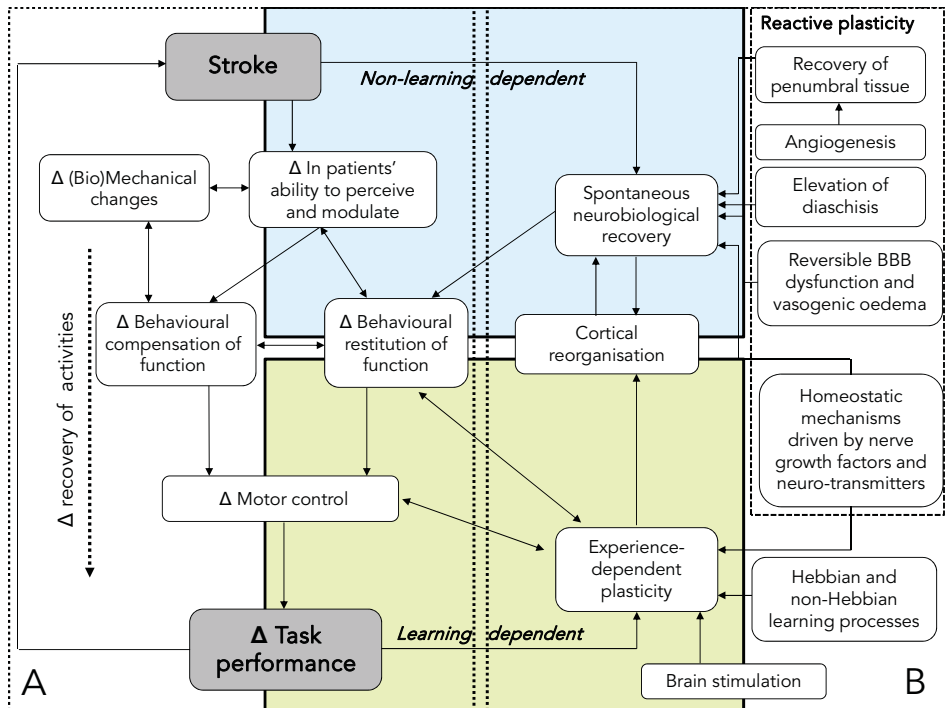 Reactive plasticity
Stroke
Non-learning dependent
Recovery of
penumbral tissue
Angiogenesis
Δ (Bio)Mechanical
changes
Δ In patients'
ability to perceive
and modulate
Spontaneous
neurobiological
recovery
Elevation of
diaschisis
Reversible BBB
dysfunction and
vasogenic oedema
Δ recovery of activities
Δ Behavioural
compensation of
function
Δ Behavioural
restitution of
function
Cortical
reorganisation
Homeostatic
mechanisms
driven by nerve
growth factors and
neuro-transmitters
Δ Motor control
Experience-
dependent
plasticity
Hebbian and
non-Hebbian
learning processes
Δ Task
performance
Learning dependent
Brain stimulation
A
B